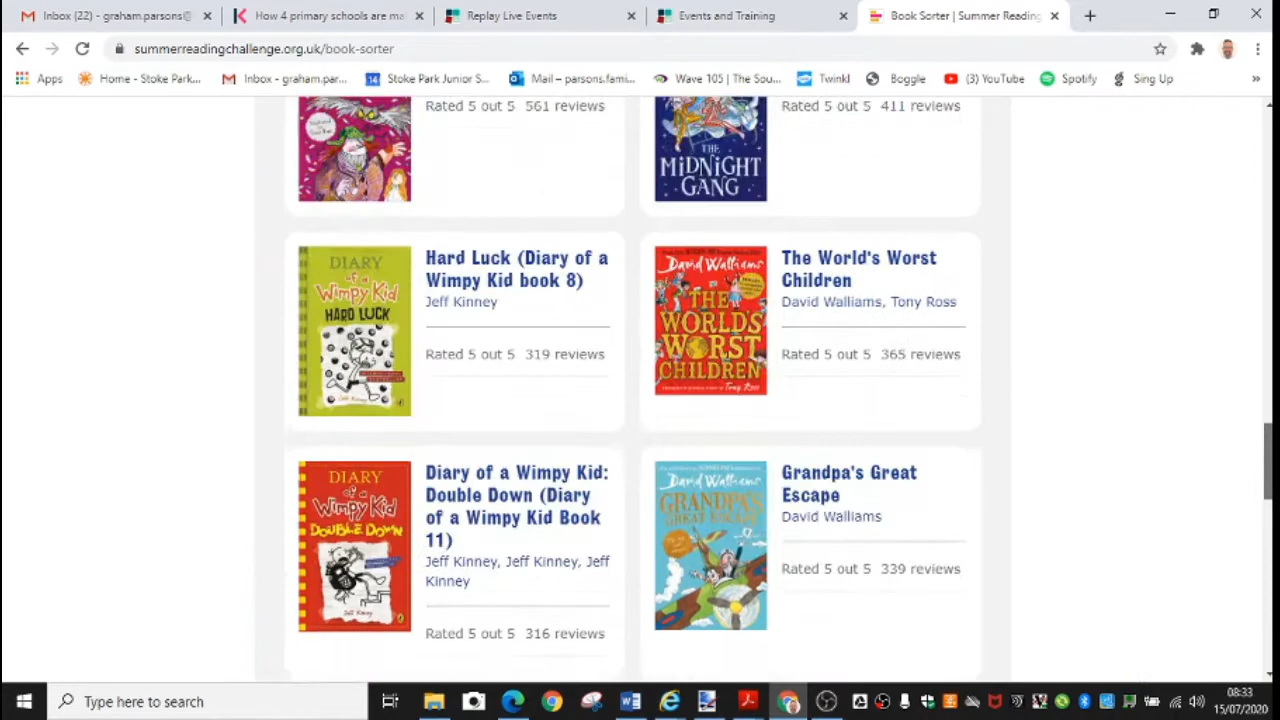 Inbox (22) - graham.parsons@
How 4 primary schools are ma
Replay Live Events
Events and Training
Book Sorter | Summer Reading
summerreadingchallenge.org.uk/book-sorter
Apps
Home - Stoke Park...
Inbox - graham.par...
14
Stoke Park Junior S...
Mail – parsons.fami...
Wave 105 | The Sou...
Twinkl
Boggle
(3) YouTube
Spotify
Sing Up
»
Rated 5 out 5 561 reviews
THE
MIDNIGHT
GANG
Rated 5 out 5 411 reviews
DIARY
of a
Wimpy Kid
HARD LUCK
Jeff Kinney
Hard Luck (Diary of a
Wimpy Kid book 8)
Jeff Kinney
Rated 5 out 5 319 reviews
David Walliams
THE
WORLD'S
WORST
CHILDREN
Tony Ross
The World's Worst
Children
David Walliams, Tony Ross
Rated 5 out 5 365 reviews
DIARY
of a
Wimpy Kid
DOUBLE DOWN
Jeff Kinney
Diary of a Wimpy Kid:
Double Down (Diary
of a Wimpy Kid Book
11)
Jeff Kinney, Jeff Kinney, Jeff
Kinney
Rated 5 out 5 316 reviews
David Walliams
GRANDPA'S
GREAT ESCAPE
Grandpa's Great
Escape
David Walliams
Rated 5 out 5 339 reviews
Type here to search
08:33
15/07/2020